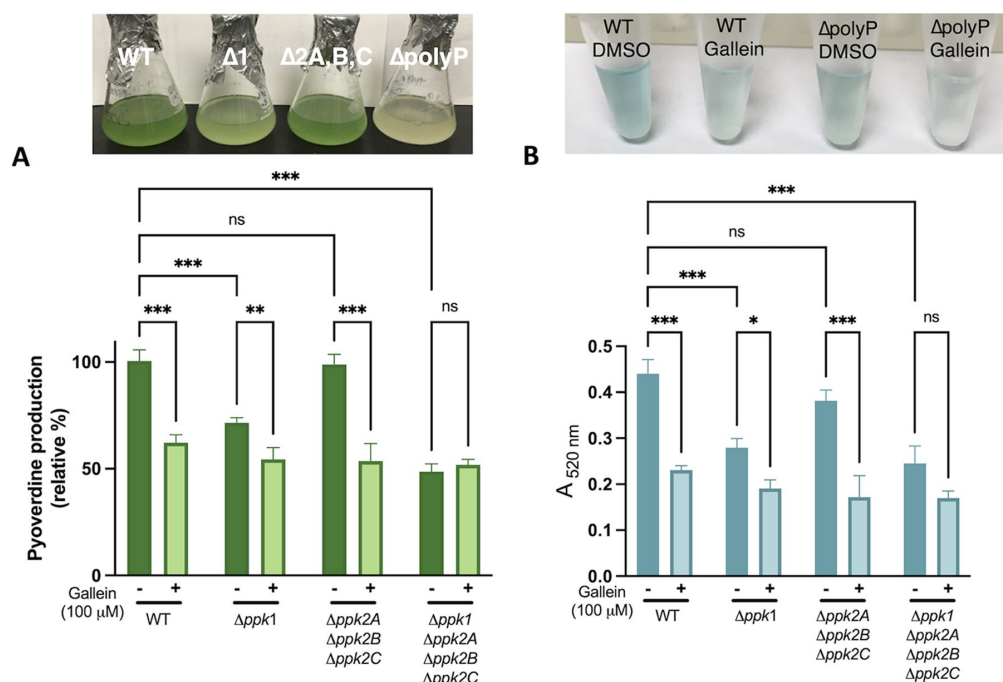 WT Δ1 Δ2A,B,C ΔpolyP
WT
DMSO
WT
Gallein
ΔpolyP
DMSO
ΔpolyP
Gallein
A
***
ns
***
*** ** *** ns
Pyoverdine production
(relative %)
100
50
0
Gallein
(100 μM)
- + - + - + - +
WT
Δppk1
Δppk2A
Δppk2B
Δppk2C
Δppk1
Δppk2A
Δppk2B
Δppk2C
B
***
ns
***
*** * *** ns
A 520 nm
0.5
0.4
0.3
0.2
0.1
0.0
Gallein
(100 μM)
- + - + - + - +
WT
Δppk1
Δppk2A
Δppk2B
Δppk2C
Δppk1
Δppk2A
Δppk2B
Δppk2C